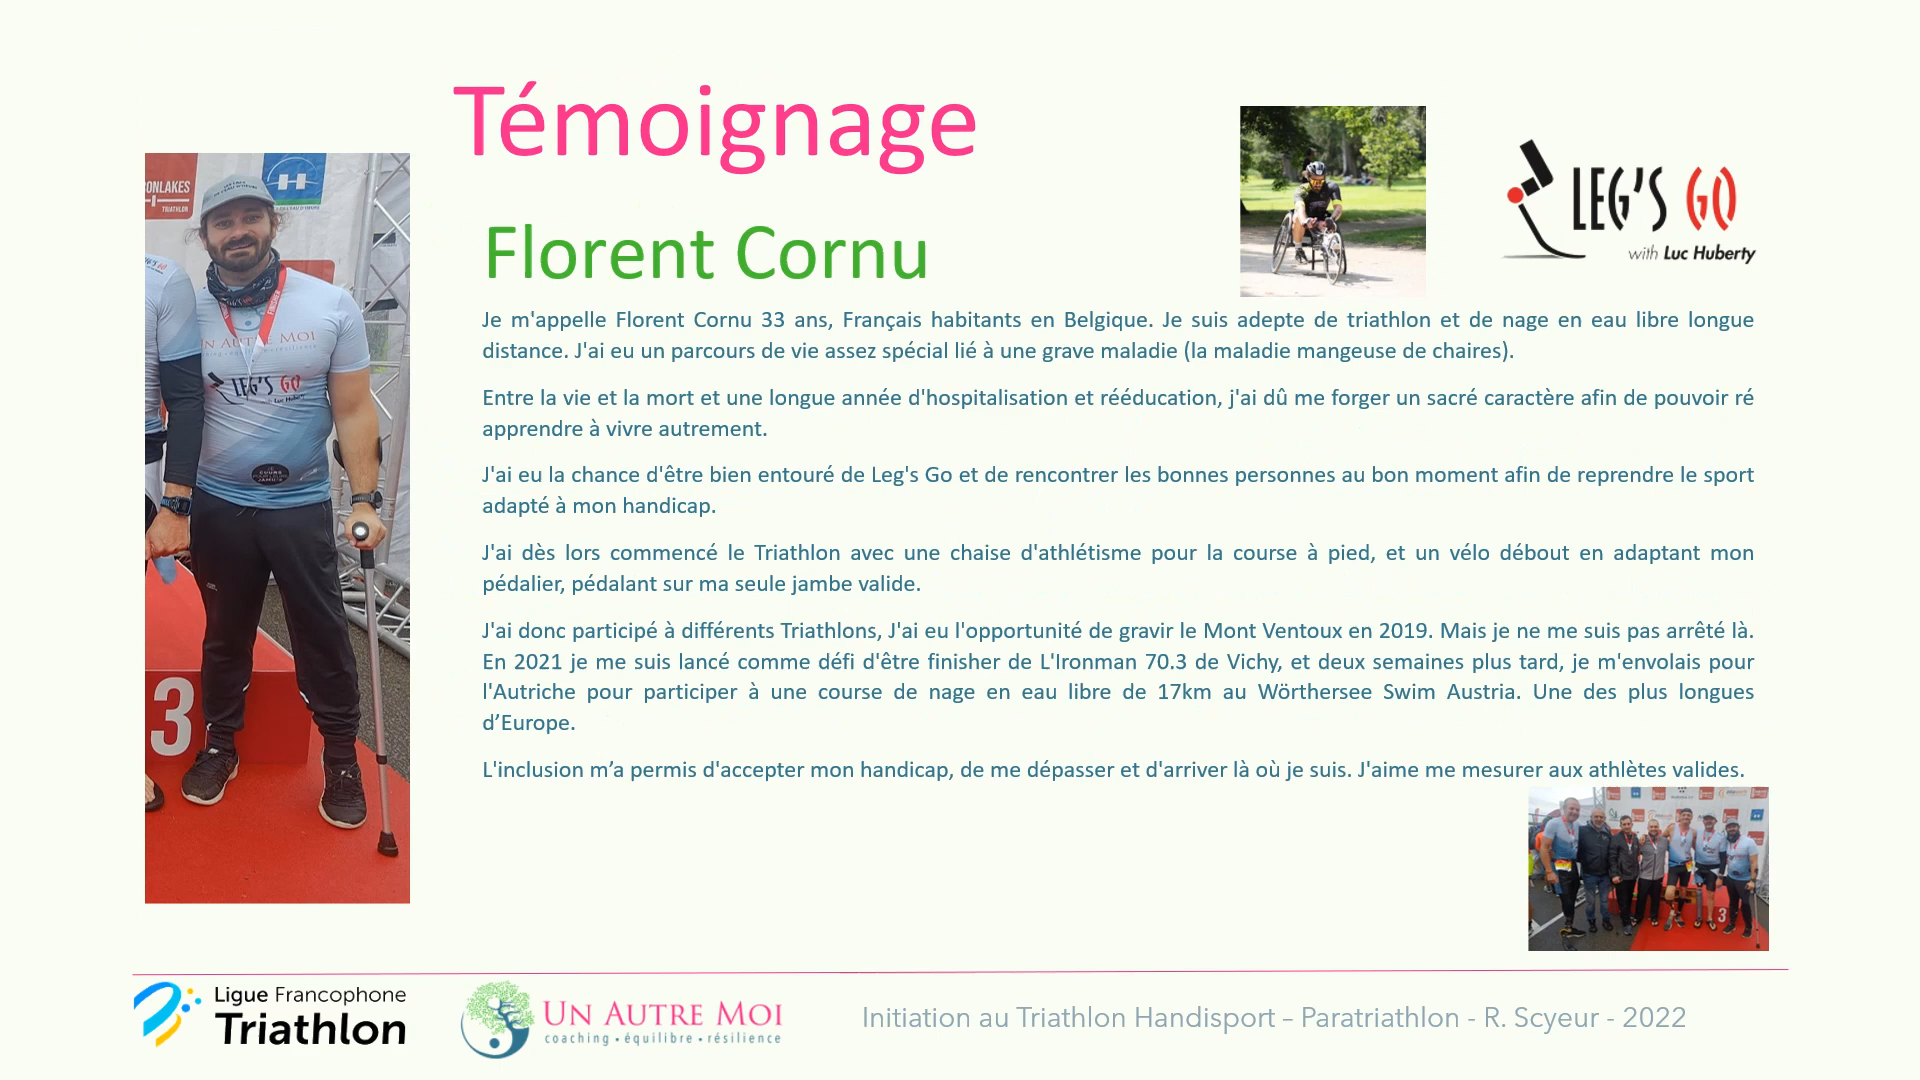 Témoignage
Florent Cornu
Je m'appelle Florent Cornu 33 ans, Français habitants en Belgique. Je suis adepte de triathlon et de nage en eau libre longue
distance. J'ai eu un parcours de vie assez spécial lié à une grave maladie (la maladie mangeuse de chaires).
Entre la vie et la mort et une longue année d'hospitalisation et rééducation, j'ai dû me forger un sacré caractère afin de pouvoir ré
apprendre à vivre autrement.
J'ai eu la chance d'être bien entouré de Leg's Go et de rencontrer les bonnes personnes au bon moment afin de reprendre le sport
adapté à mon handicap.
J'ai dès lors commencé le Triathlon avec une chaise d'athlétisme pour la course à pied, et un vélo débout en adaptant mon
pédalier, pédalant sur ma seule jambe valide.
J'ai donc participé à différents Triathlons, J'ai eu l'opportunité de gravir le Mont Ventoux en 2019. Mais je ne me suis pas arrêté là.
En 2021 je me suis lancé comme défi d'être finisher de L'Ironman 70.3 de Vichy, et deux semaines plus tard, je m'envolais pour
l'Autriche pour participer à une course de nage en eau libre de 17km au Wörthersee Swim Austria. Une des plus longues
d’Europe.
L'inclusion m’a permis d'accepter mon handicap, de me dépasser et d'arriver là où je suis. J'aime me mesurer aux athlètes valides.
LEG'S GO
with Luc Huberty
ONLAKES
TRIATHLON
FINISHER
UN AUTRE MOI
LEG'S GO
Luc Huberty
3
3
Ligue Francophone
Triathlon
UN AUTRE MOI
coaching • équilibre • résilience
Initiation au Triathlon Handisport – Paratriathlon - R. Scyeur - 2022